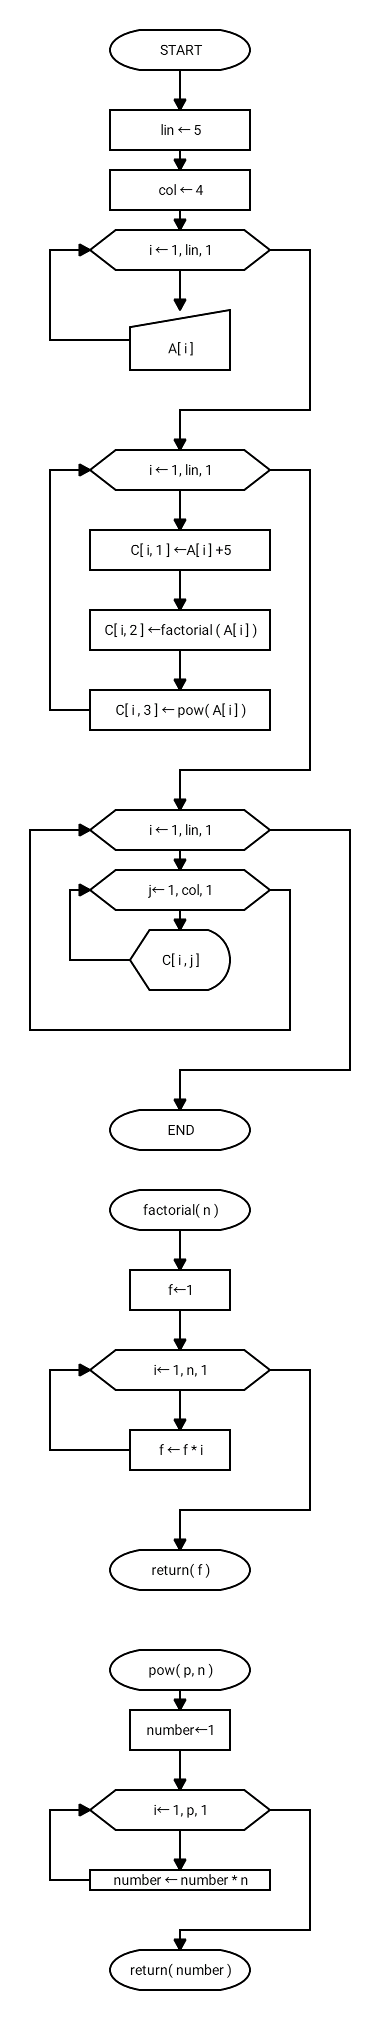 START
lin ← 5
col ← 4
i ← 1, lin, 1
A[ i ]
i ← 1, lin, 1
C[ i, 1 ] ←A[ i ] +5
C[ i, 2 ] ←factorial ( A[ i ] )
C[ i , 3 ] ← pow( A[ i ] )
i ← 1, lin, 1
j← 1, col, 1
C[ i , j ]
END
factorial( n )
f←1
i← 1, n, 1
f ← f * i
return( f )
pow( p, n )
number←1
i← 1, p, 1
number ← number * n
return( number )